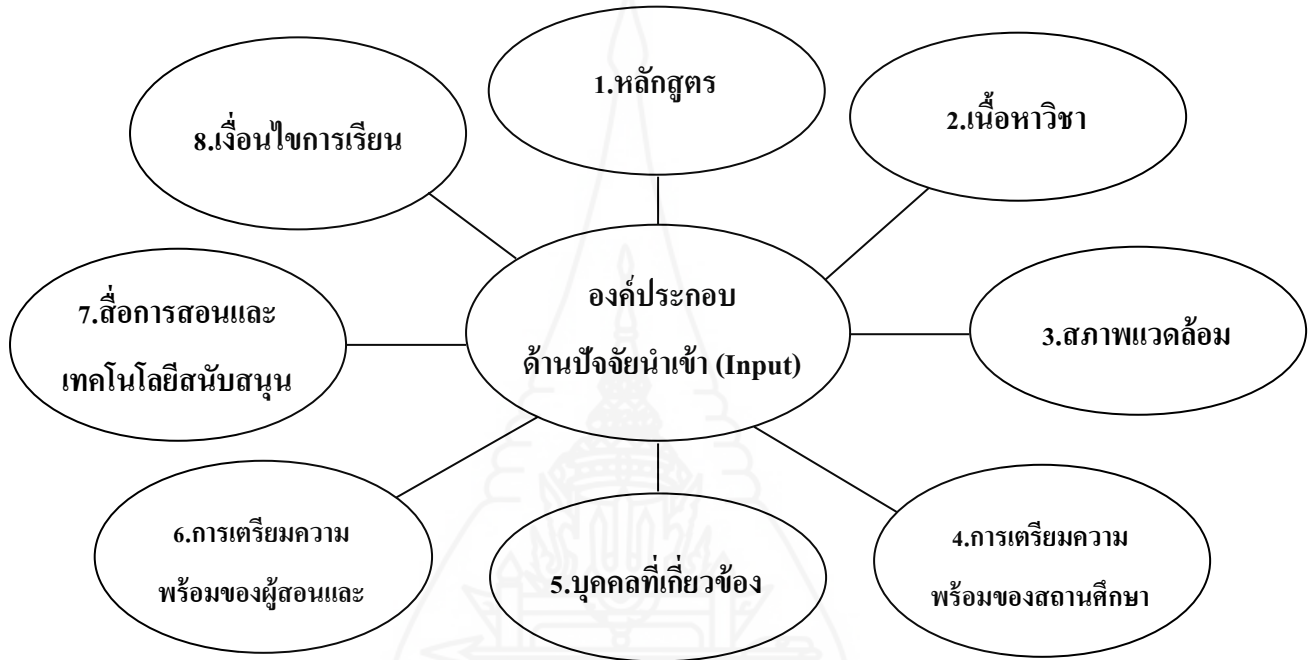 1.หลักสูตร
2.เนื้อหาวิชา
3.สภาพแวดล้อม
4.การเตรียมความ
พร้อมของสถานศึกษา
5.บุคคลที่เกี่ยวข้อง
6.การเตรียมความ
พร้อมของผู้สอนและ
7.สื่อการสอนและ
เทคโนโลยีสนับสนุน
8.เงื่อนไขการเรียน
องค์ประกอบ
ด้านปัจจัยนำเข้า (Input)